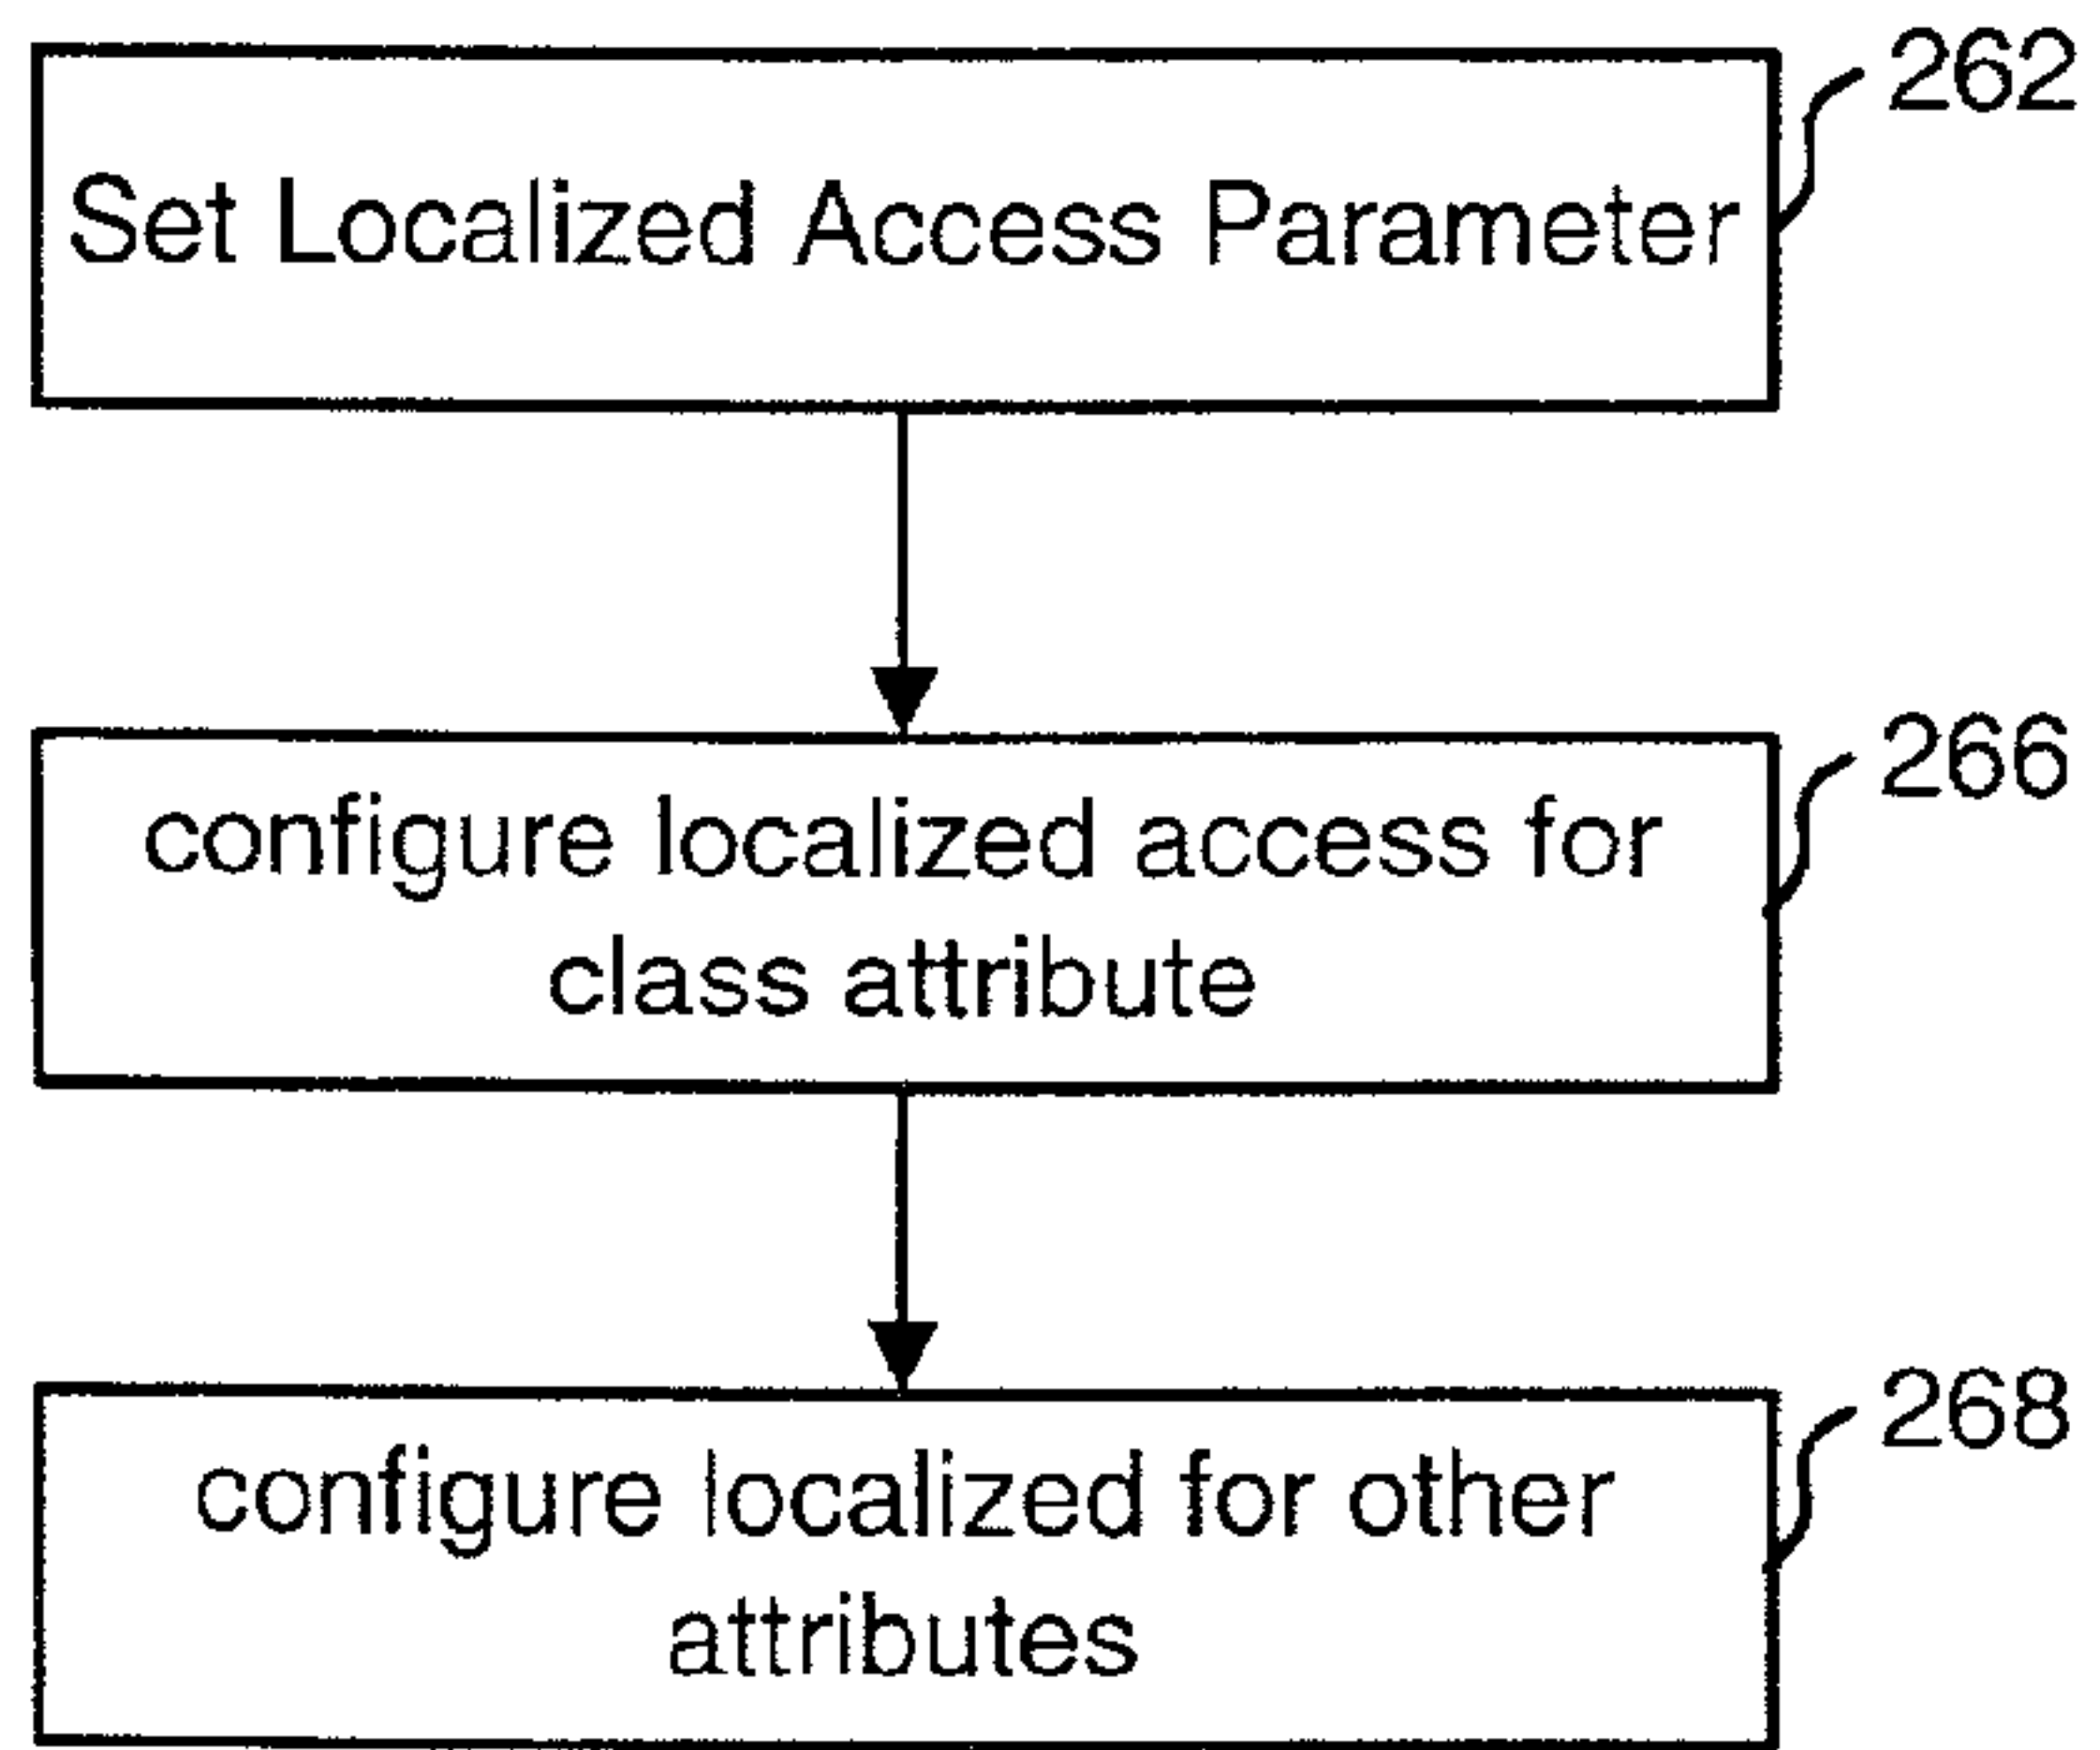 262
Set Localized Access Parameter
266
configure localized access for
class attribute
268
configure localized for other
attributes